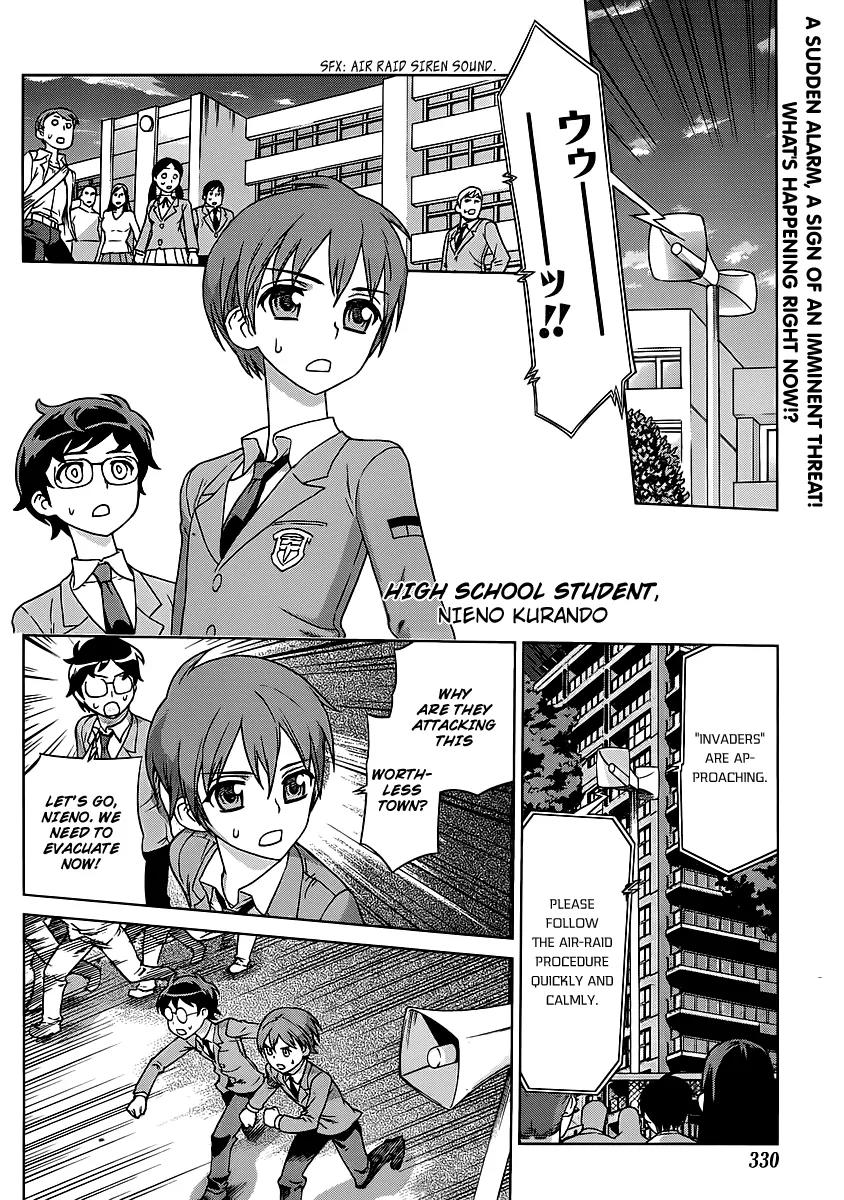 A SUDDEN ALARM, A SIGN OF AN IMMINENT THREAT!
WHAT'S HAPPENING RIGHT NOW!?
SFX: AIR RAID SIREN SOUND.
ウゥーーッ!!
HIGH SCHOOL STUDENT,
NIENO KURANDO
"INVADERS"
ARE AP-
PROACHING.
PLEASE
FOLLOW
THE AIR-RAID
PROCEDURE
QUICKLY AND
CALMLY.
WHY
ARE THEY
ATTACKING
THIS
WORTH-
LESS
TOWN?
LET'S GO,
NIENO. WE
NEED TO
EVACUATE
NOW!
330